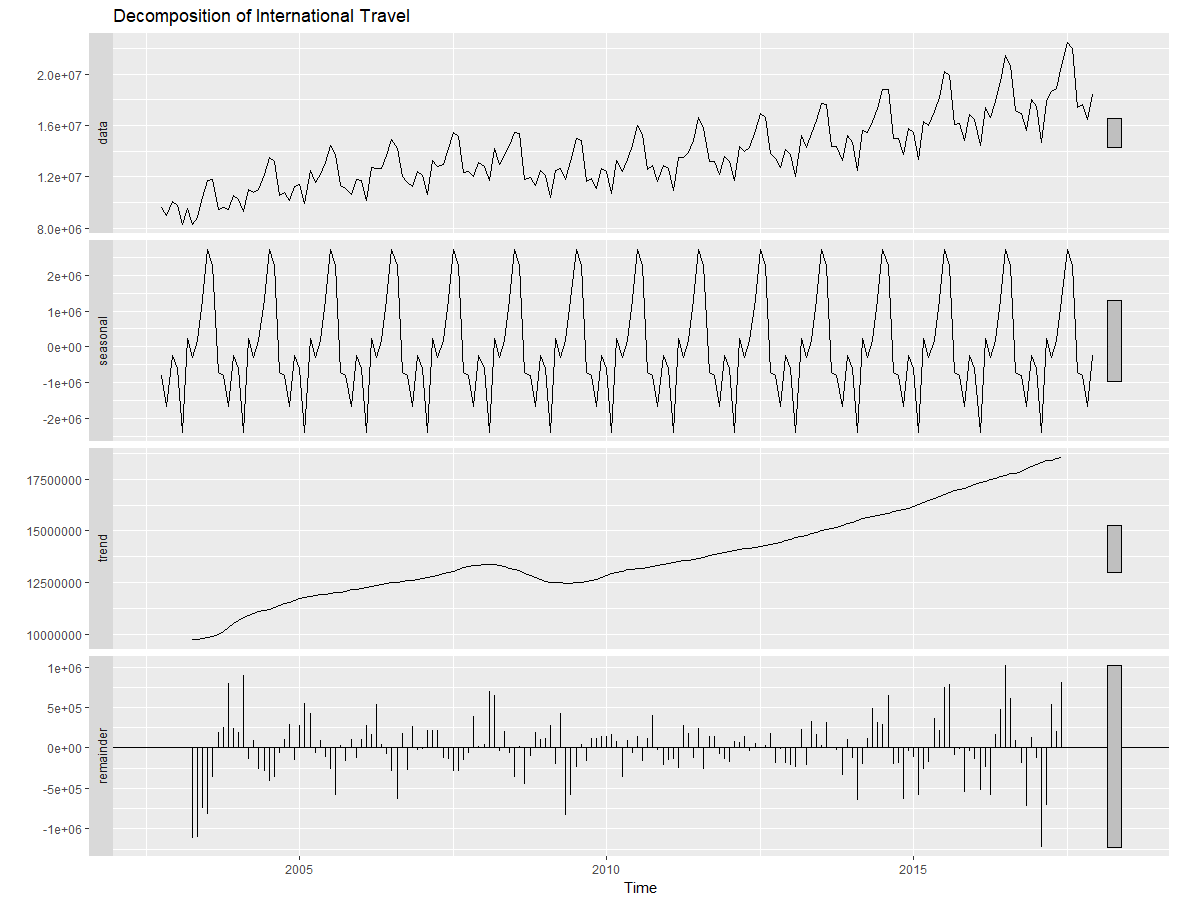 Decomposition of International Travel
data
2.0e+07
1.6e+07
1.2e+07
8.0e+06
seasonal
2e+06
1e+06
0e+00
-1e+06
-2e+06
trend
17500000
15000000
12500000
10000000
remainder
1e+06
5e+05
0e+00
-5e+05
-1e+06
2005 2010 2015
Time